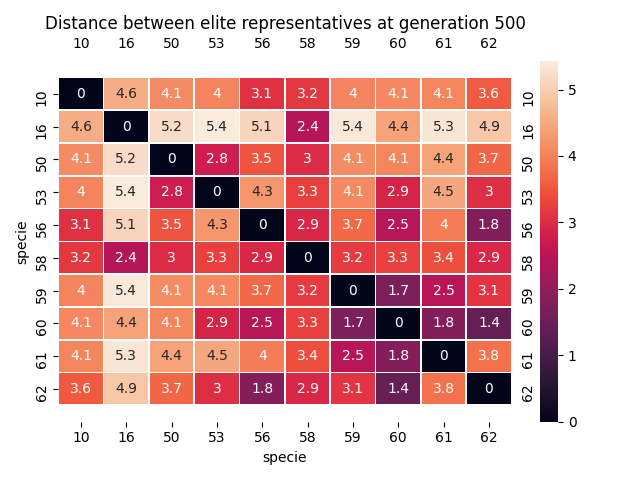 Distance between elite representatives at generation 500
10 16 50 53 56 58 59 60 61 62
10 0 4.6 4.1 4 3.1 3.2 4 4.1 4.1 3.6 10
16 4.6 0 5.2 5.4 5.1 2.4 5.4 4.4 5.3 4.9 16
50 4.1 5.2 0 2.8 3.5 3 4.1 4.1 4.4 3.7 50
53 4 5.4 2.8 0 4.3 3.3 4.1 2.9 4.5 3 53
56 3.1 5.1 3.5 4.3 0 2.9 3.7 2.5 4 1.8 56
58 3.2 2.4 3 3.3 2.9 0 3.2 3.3 3.4 2.9 58
59 4 5.4 4.1 4.1 3.7 3.2 0 1.7 2.5 3.1 59
60 4.1 4.4 4.1 2.9 2.5 3.3 1.7 0 1.8 1.4 60
61 4.1 5.3 4.4 4.5 4 3.4 2.5 1.8 0 3.8 61
62 3.6 4.9 3.7 3 1.8 2.9 3.1 1.4 3.8 0 62
10 16 50 53 56 58 59 60 61 62
specie
specie
5
4
3
2
1
0